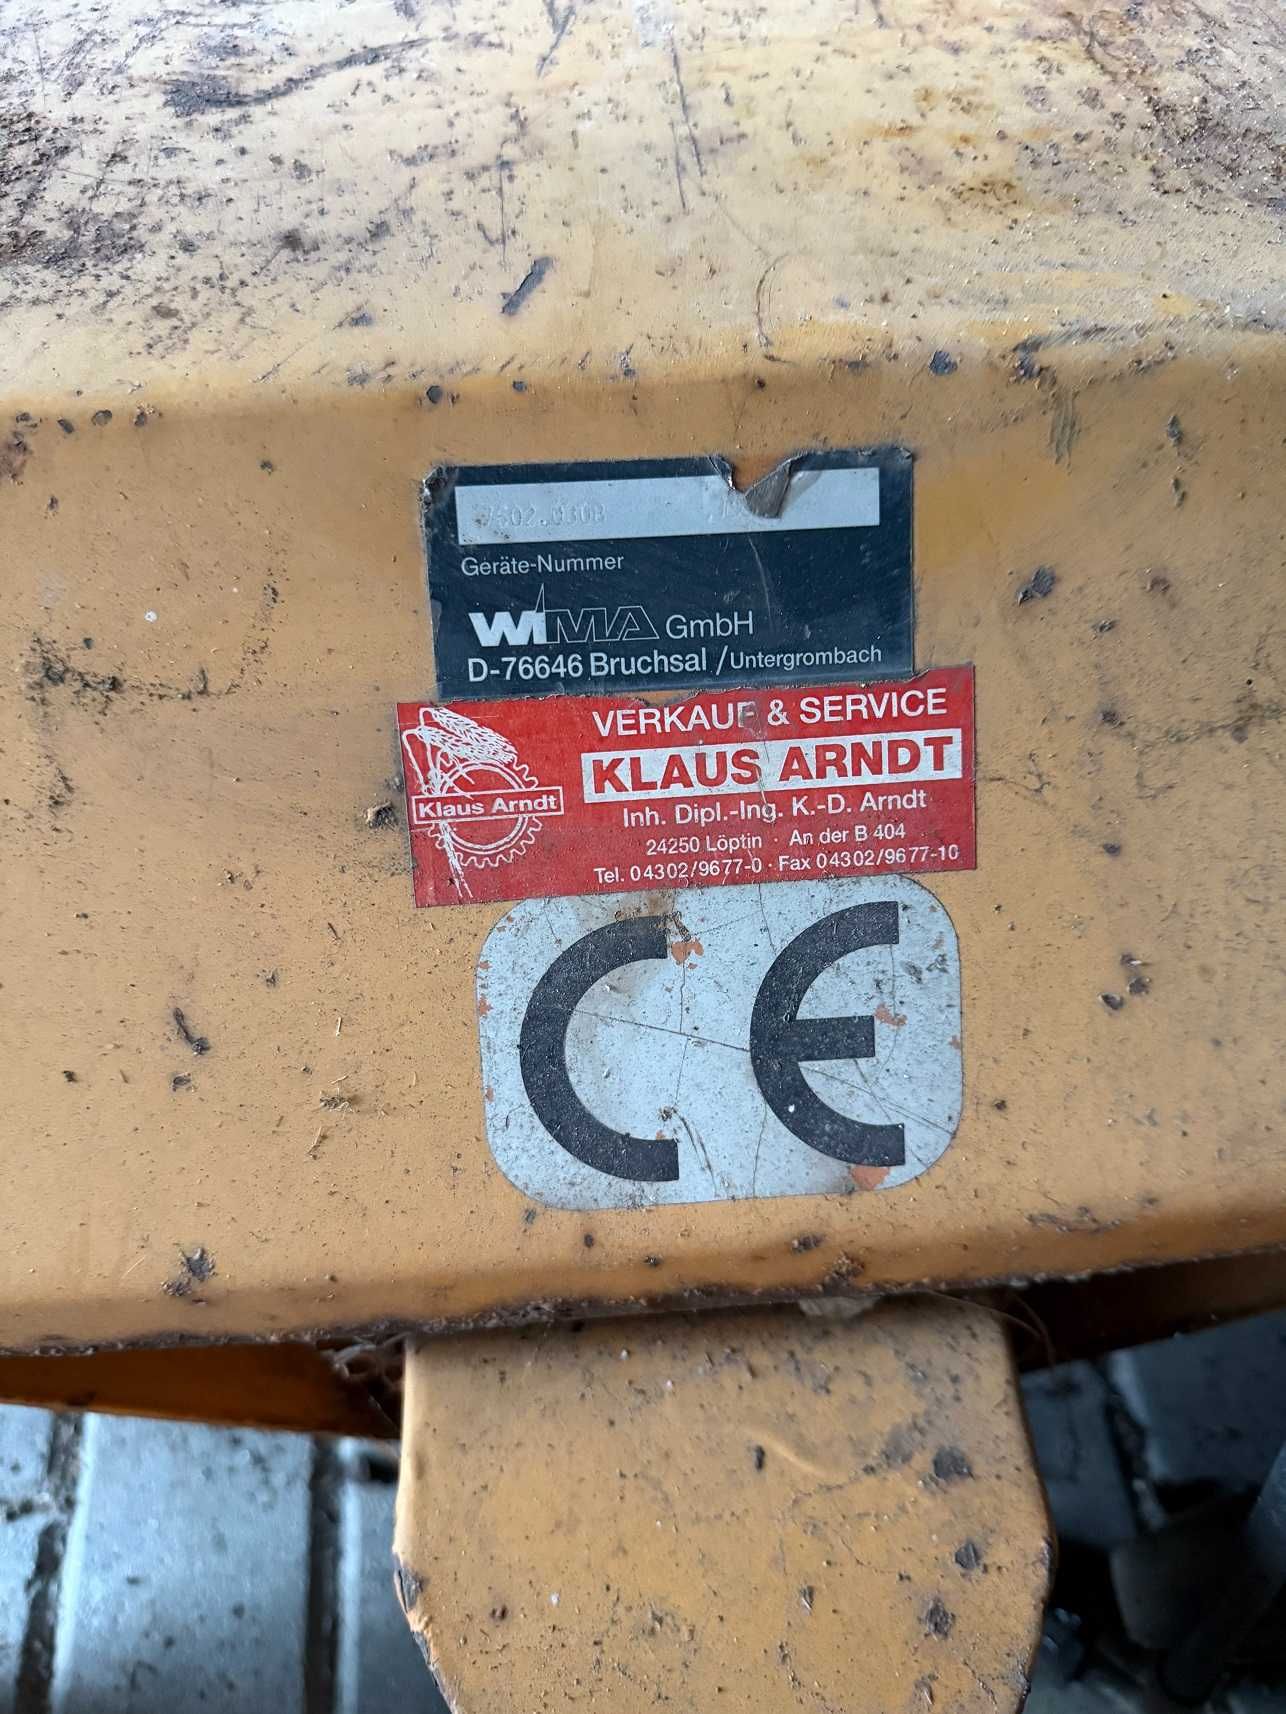 Geräte-Nummer
WIMA GmbH
D-76646 Bruchsal / Untergrombach
VERKAUF & SERVICE
KLAUS ARNDT
Klaus Arndt
Inh. Dipl.-Ing. K.-D. Arndt
24250 Löptin · An der B 404
Tel. 04302/9677-0 · Fax 04302/9677-10
CE